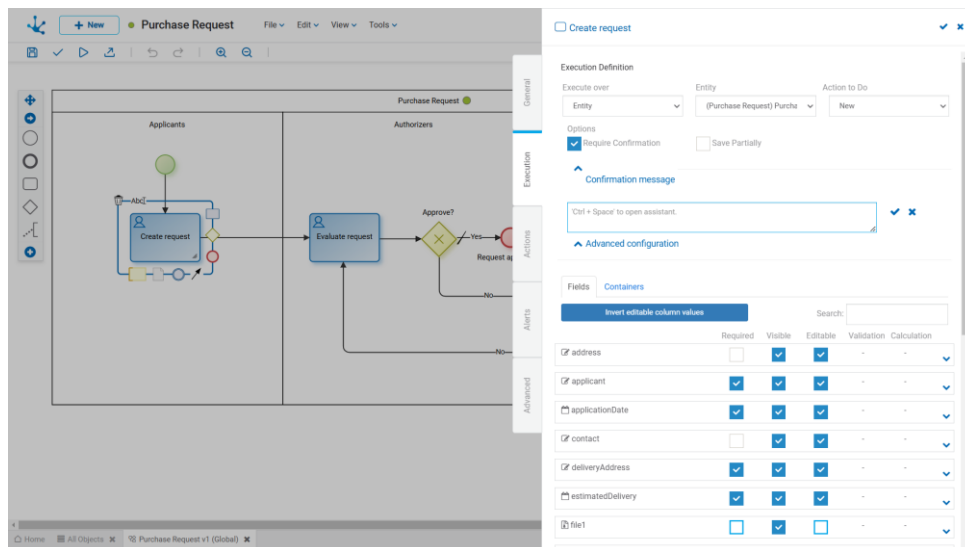 + New
Purchase Request
File
Edit
View
Tools
Purchase Request
Applicants
Authorizers
Abc
Create request
Evaluate request
Approve?
Yes
Request ap
No
No
General
Execution
Actions
Alerts
Advanced
Create request
Execution Definition
Execute over
Entity
Action to Do
Entity
(Purchase Request) Purcha
New
Options
Require Confirmation
Save Partially
Confirmation message
'Ctrl + Space' to open assistant.
Advanced configuration
Fields
Containers
Invert editable column values
Search:
Required Visible Editable Validation Calculation
address - -
applicant - -
applicationDate - -
contact - -
deliveryAddress - -
estimatedDelivery - -
file1 - -
Home
All Objects
Purchase Request v1 (Global)